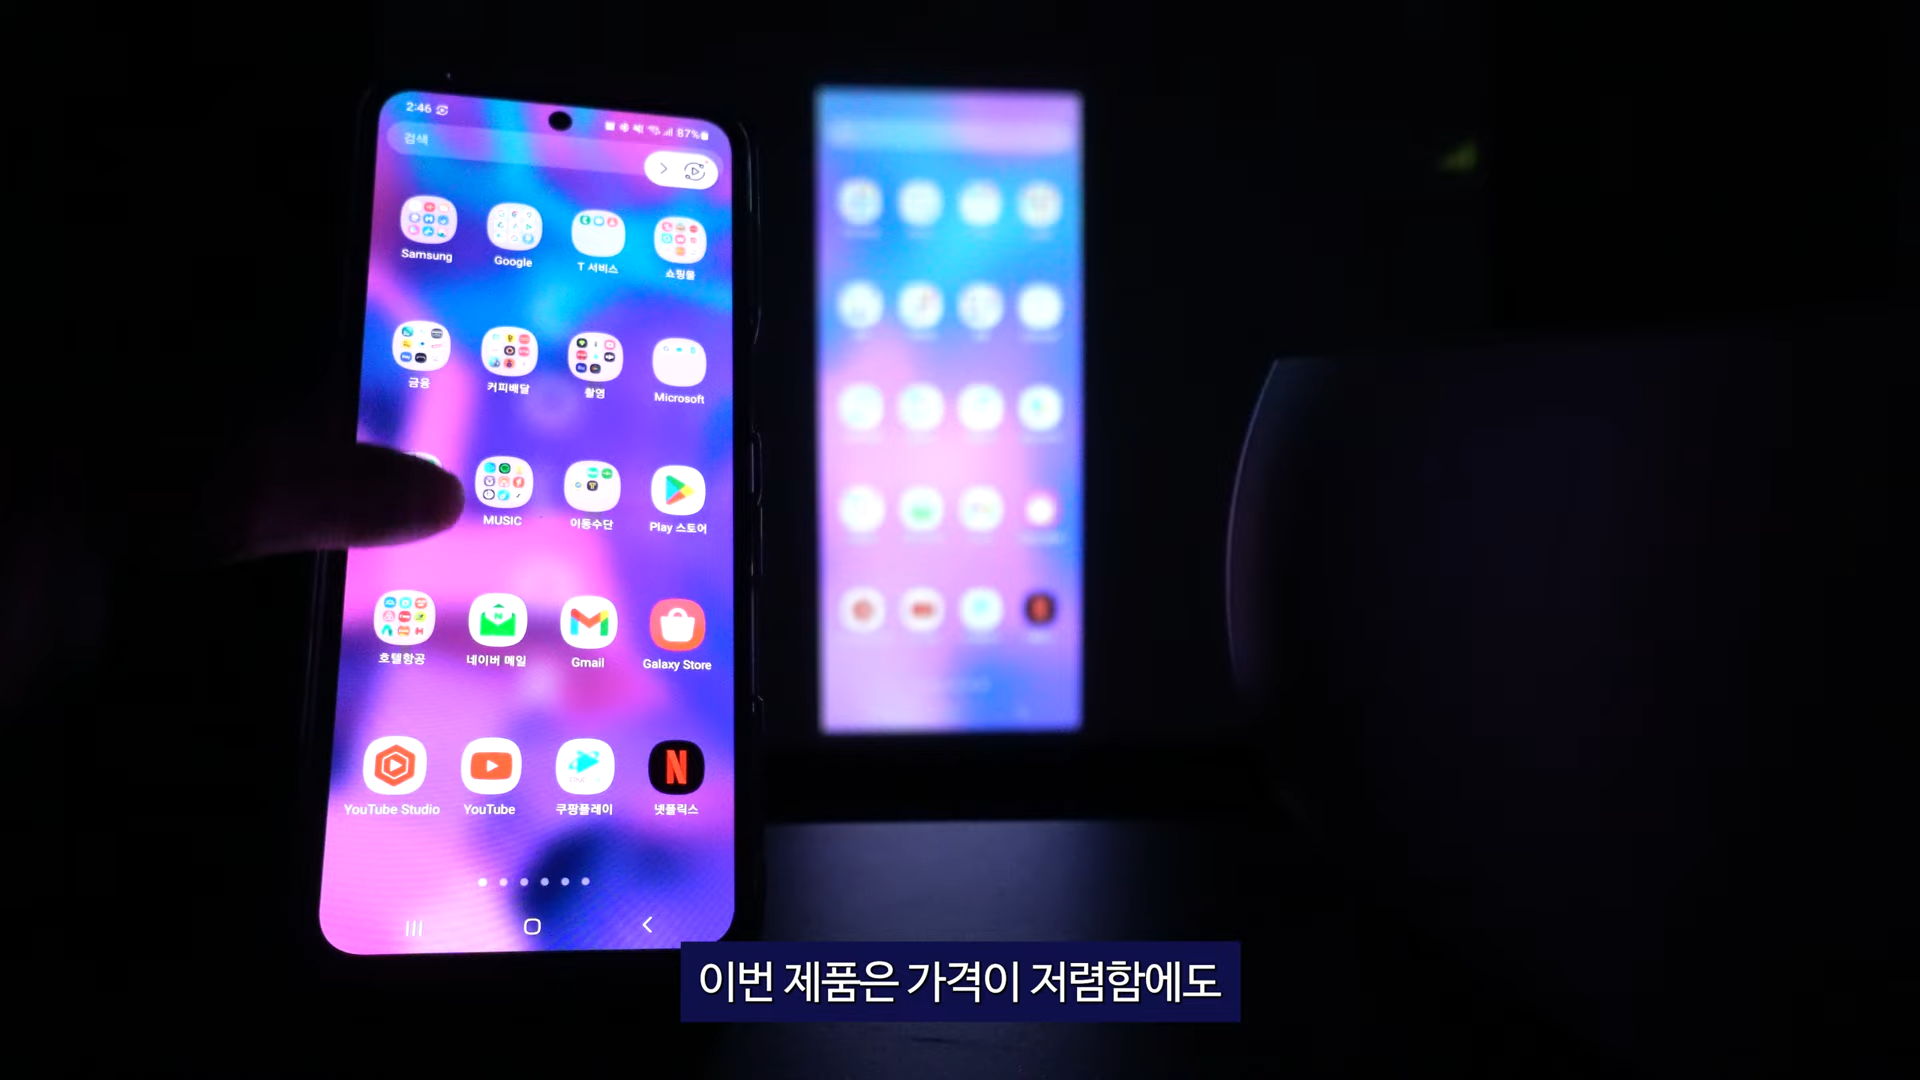 2:46
87%
검색
Samsung
Google
T 서비스
쇼핑몰
금융
커피배달
촬영
Microsoft
MUSIC
이동수단
Play 스토어
호텔항공
네이버 메일
Gmail
Galaxy Store
YouTube Studio
YouTube
쿠팡플레이
넷플릭스
이번 제품은 가격이 저렴함에도